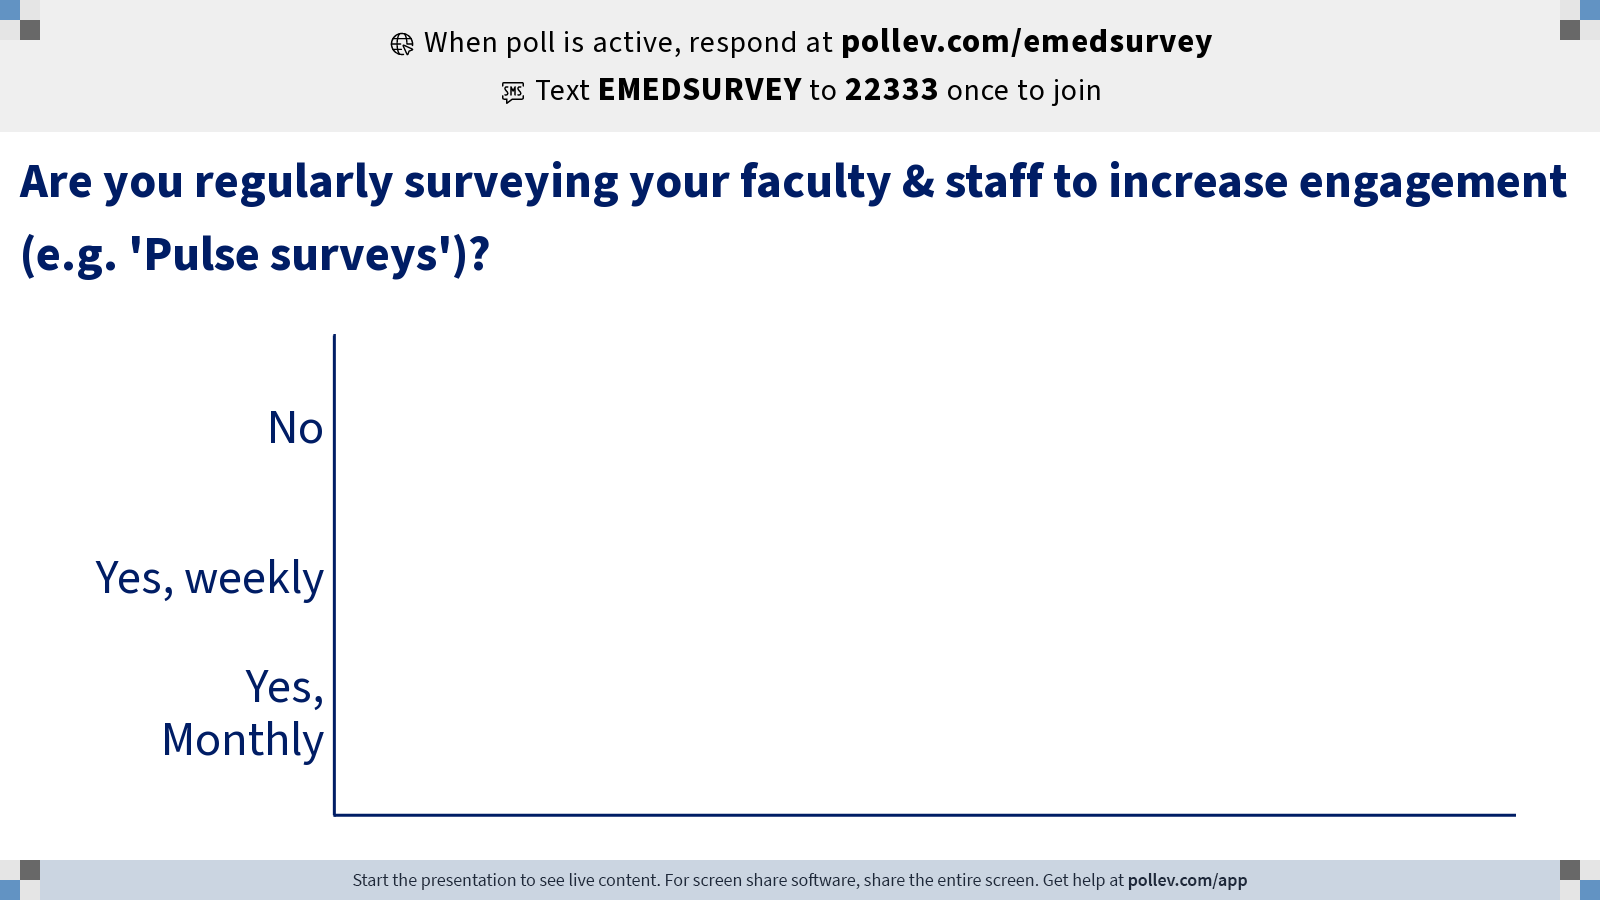 When poll is active, respond at pollev.com/emedsurvey
SMS Text EMEDSURVEY to 22333 once to join
Are you regularly surveying your faculty & staff to increase engagement
(e.g. 'Pulse surveys')?
No
Yes, weekly
Yes,
Monthly
Start the presentation to see live content. For screen share software, share the entire screen. Get help at pollev.com/app